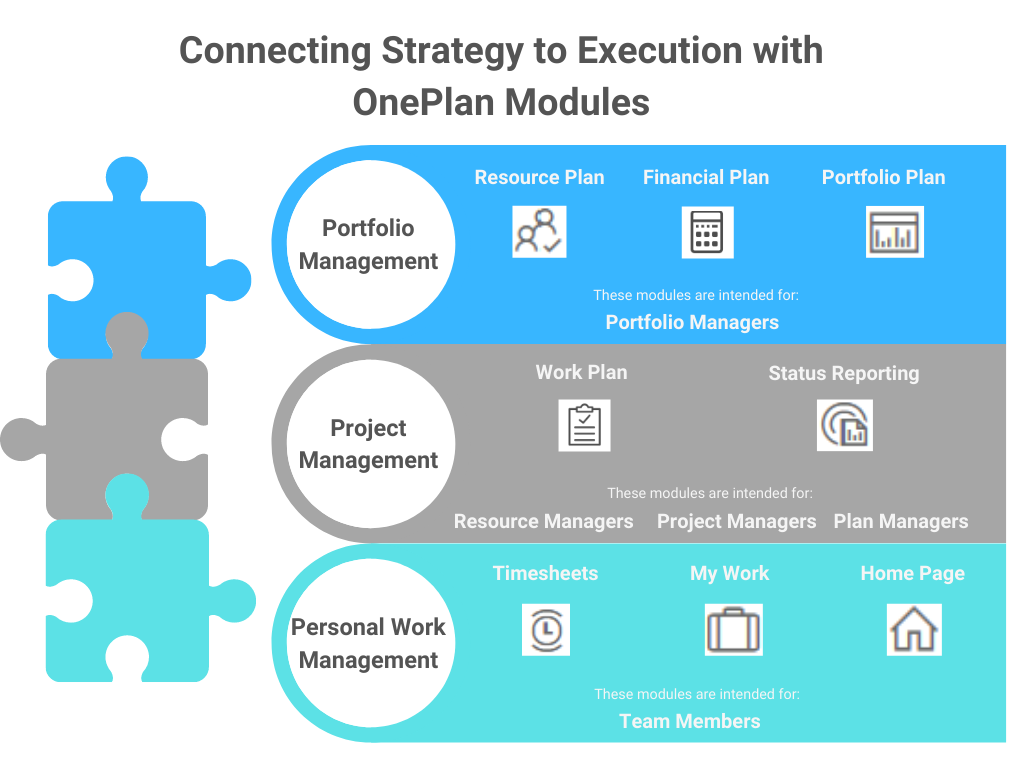 Connecting Strategy to Execution with
OnePlan Modules
Portfolio
Management
Resource Plan
Financial Plan
Portfolio Plan
These modules are intended for:
Portfolio Managers
Project
Management
Work Plan
Status Reporting
These modules are intended for:
Resource Managers
Project Managers
Plan Managers
Personal Work
Management
Timesheets
My Work
Home Page
These modules are intended for:
Team Members